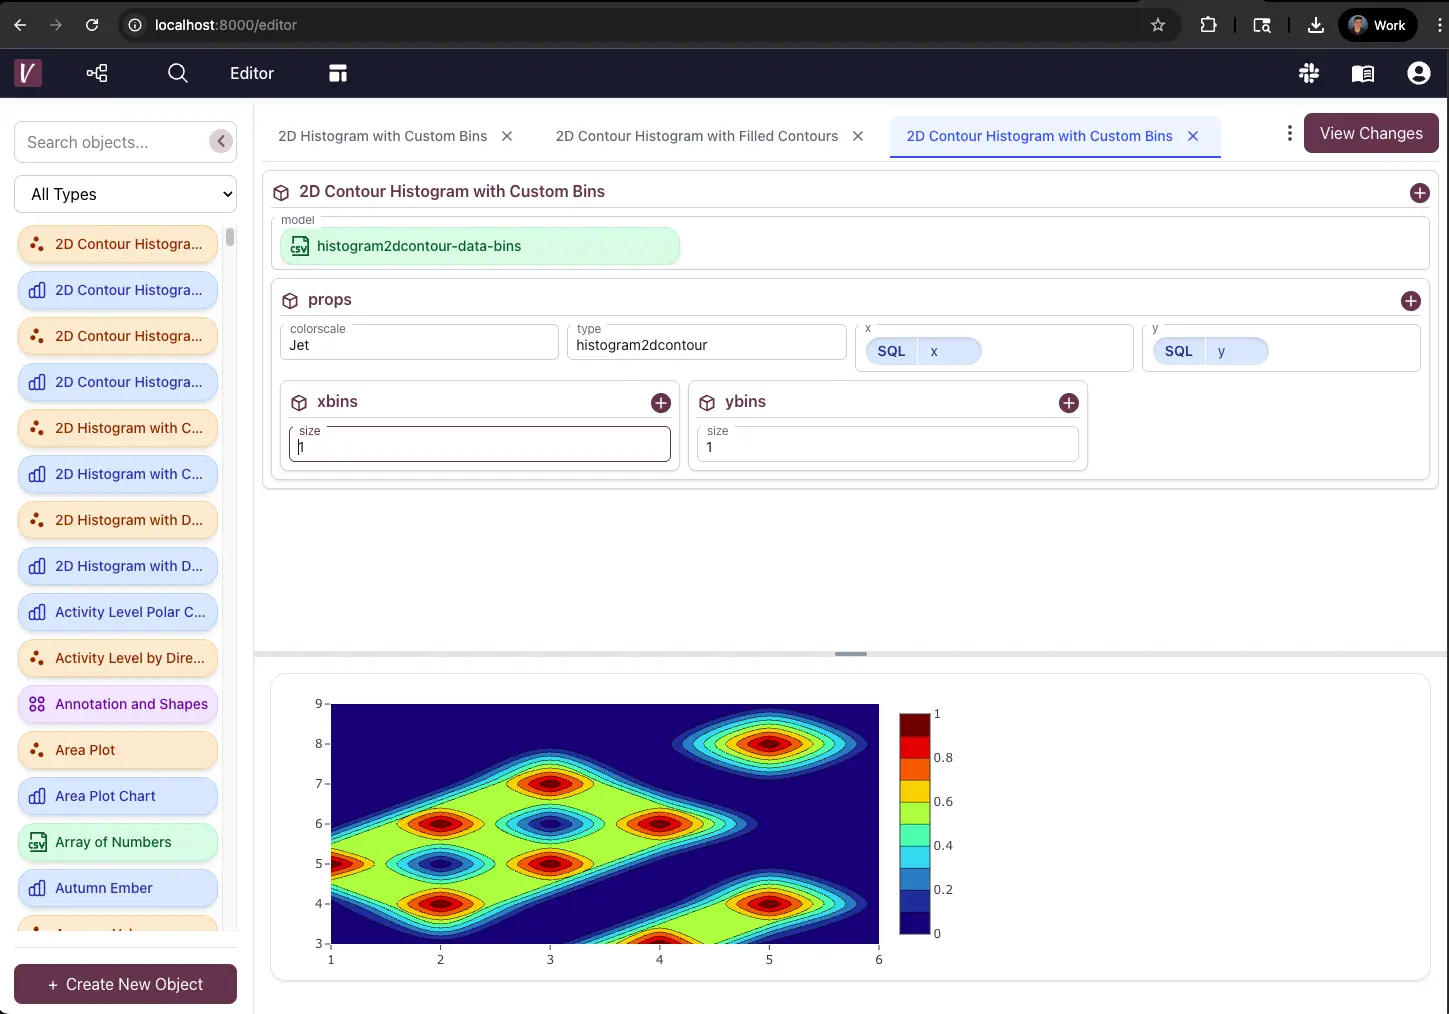 localhost:8000/editor
Work
Editor
Search objects...
All Types
2D Contour Histogra...
2D Contour Histogra...
2D Contour Histogra...
2D Contour Histogra...
2D Histogram with C...
2D Histogram with C...
2D Histogram with D...
2D Histogram with D...
Activity Level Polar C...
Activity Level by Dire...
Annotation and Shapes
Area Plot
Area Plot Chart
CSV Array of Numbers
Autumn Ember
+ Create New Object
2D Histogram with Custom Bins
2D Contour Histogram with Filled Contours
2D Contour Histogram with Custom Bins
View Changes
2D Contour Histogram with Custom Bins
model
CSV histogram2dcontour-data-bins
props
colorscale
Jet
type
histogram2dcontour
x
SQL x
y
SQL y
xbins
size
1
ybins
size
1
9
8
7
6
5
4
3
1 2 3 4 5 6
1
0.8
0.6
0.4
0.2
0